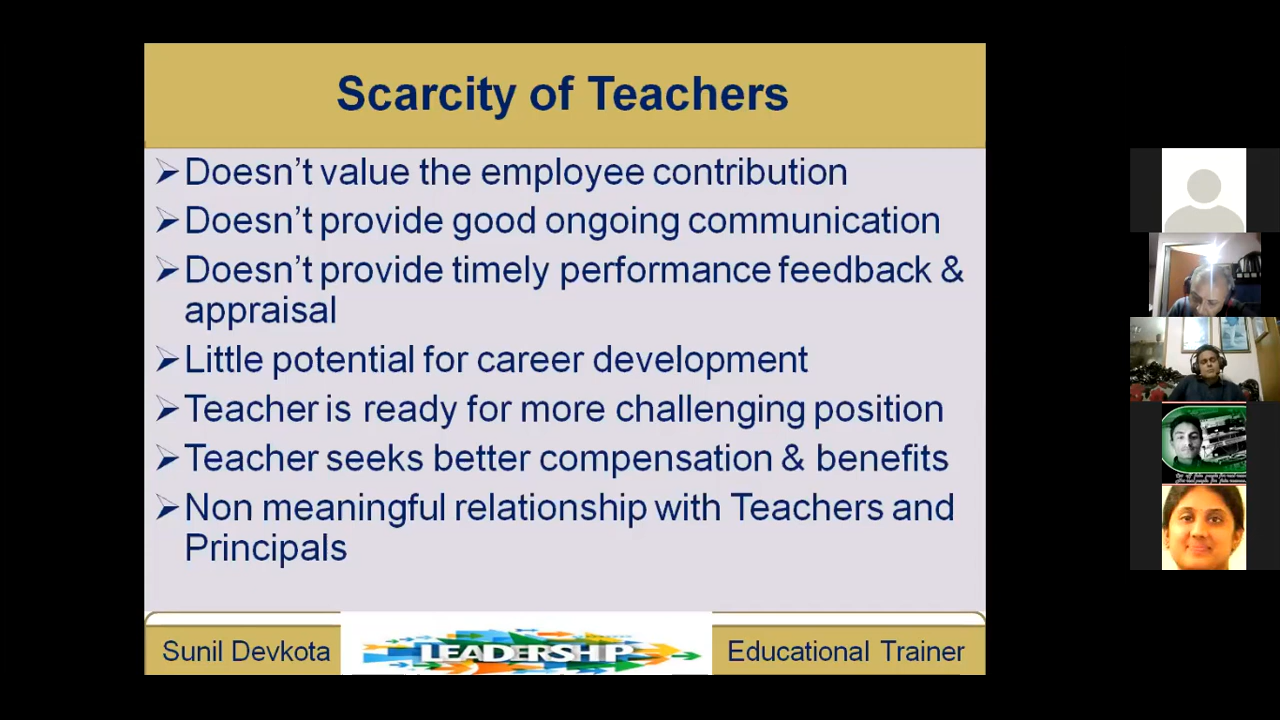 Scarcity of Teachers
➢Doesn’t value the employee contribution
➢Doesn’t provide good ongoing communication
➢Doesn’t provide timely performance feedback &
appraisal
➢Little potential for career development
➢Teacher is ready for more challenging position
➢Teacher seeks better compensation & benefits
➢Non meaningful relationship with Teachers and
Principals
Sunil Devkota
LEADERSHIP
Educational Trainer